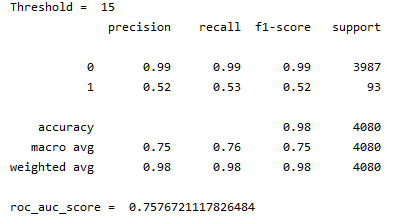 Threshold =  15
              precision    recall  f1-score   support

           0       0.99      0.99      0.99      3987
           1       0.52      0.53      0.52        93

    accuracy                           0.98      4080
   macro avg       0.75      0.76      0.75      4080
weighted avg       0.98      0.98      0.98      4080

roc_auc_score =  0.7576721117826484